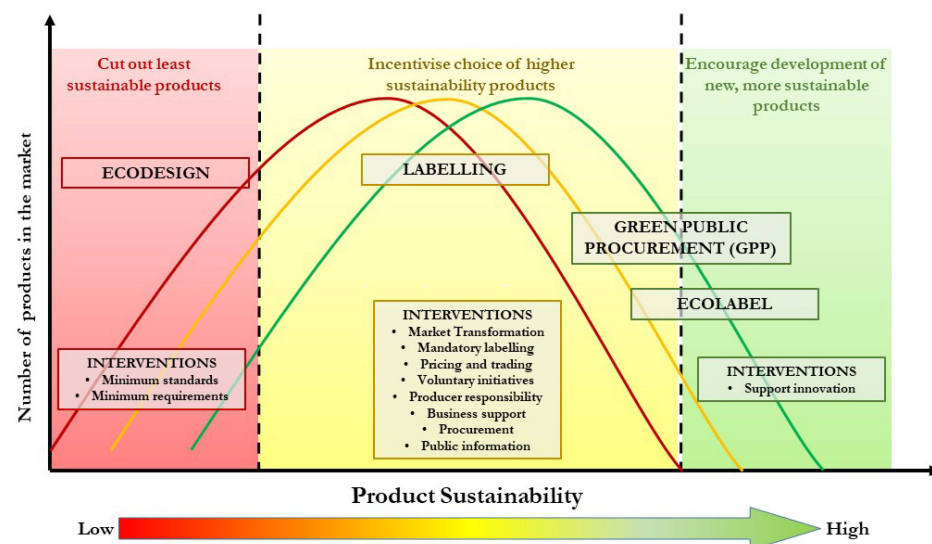 Cut out least
sustainable products
Incentivise choice of higher
sustainability products
Encourage development of
new, more sustainable
products
ECODESIGN
LABELLING
GREEN PUBLIC
PROCUREMENT (GPP)
ECOLABEL
INTERVENTIONS
• Minimum standards
• Minimum requirements
INTERVENTIONS
• Market Transformation
• Mandatory labelling
• Pricing and trading
• Voluntary initiatives
• Producer responsibility
• Business support
• Procurement
• Public information
INTERVENTIONS
• Support innovation
Number of products in the market
Product Sustainability
Low
High